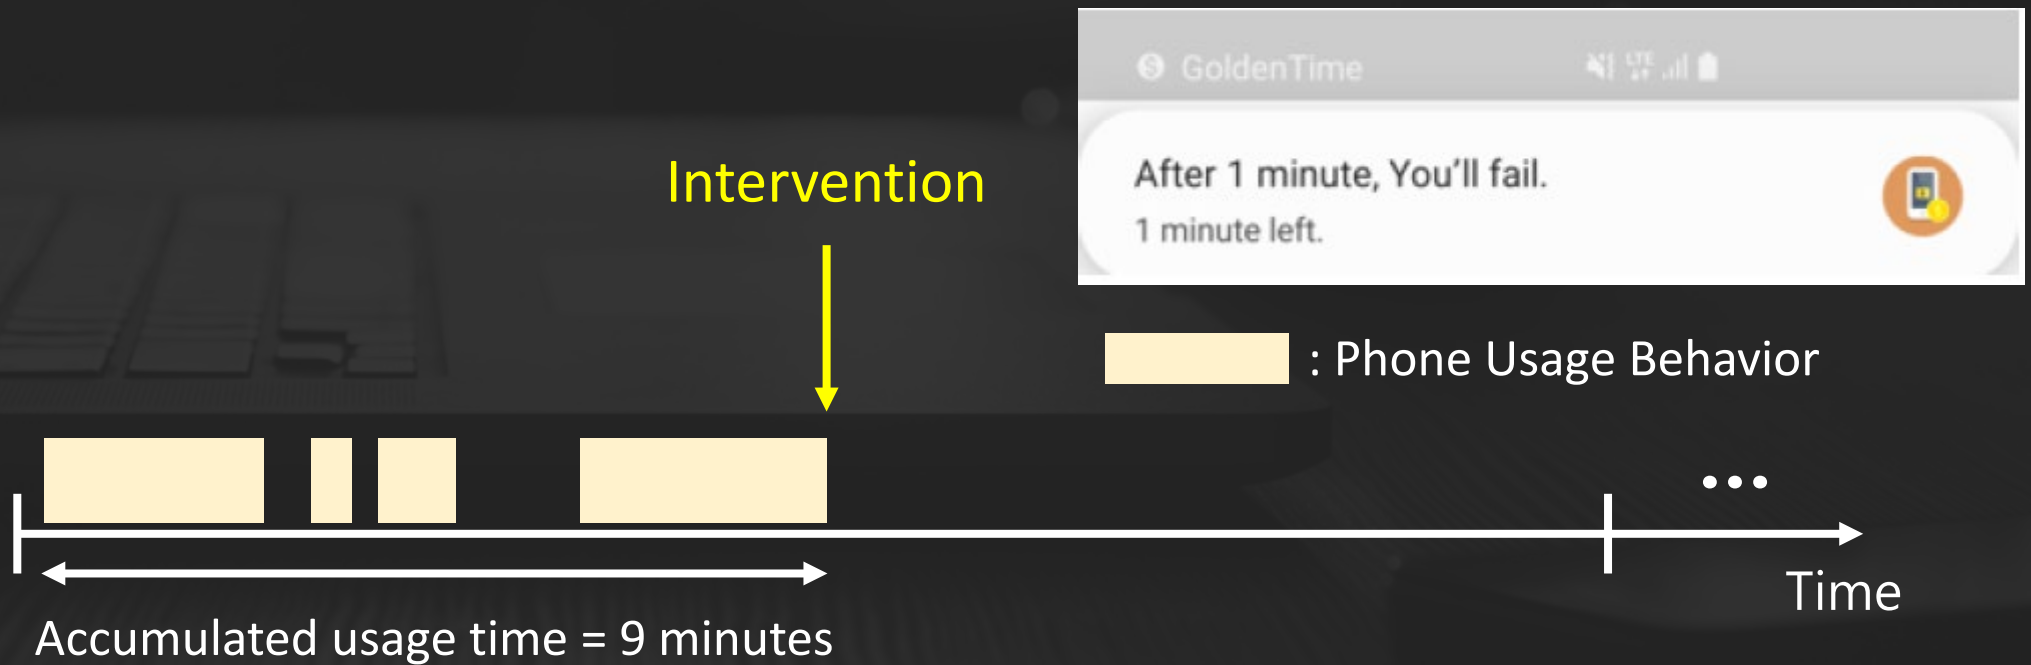 GoldenTime
LTE
After 1 minute, You'll fail.
1 minute left.
Intervention
: Phone Usage Behavior
...
Time
Accumulated usage time = 9 minutes